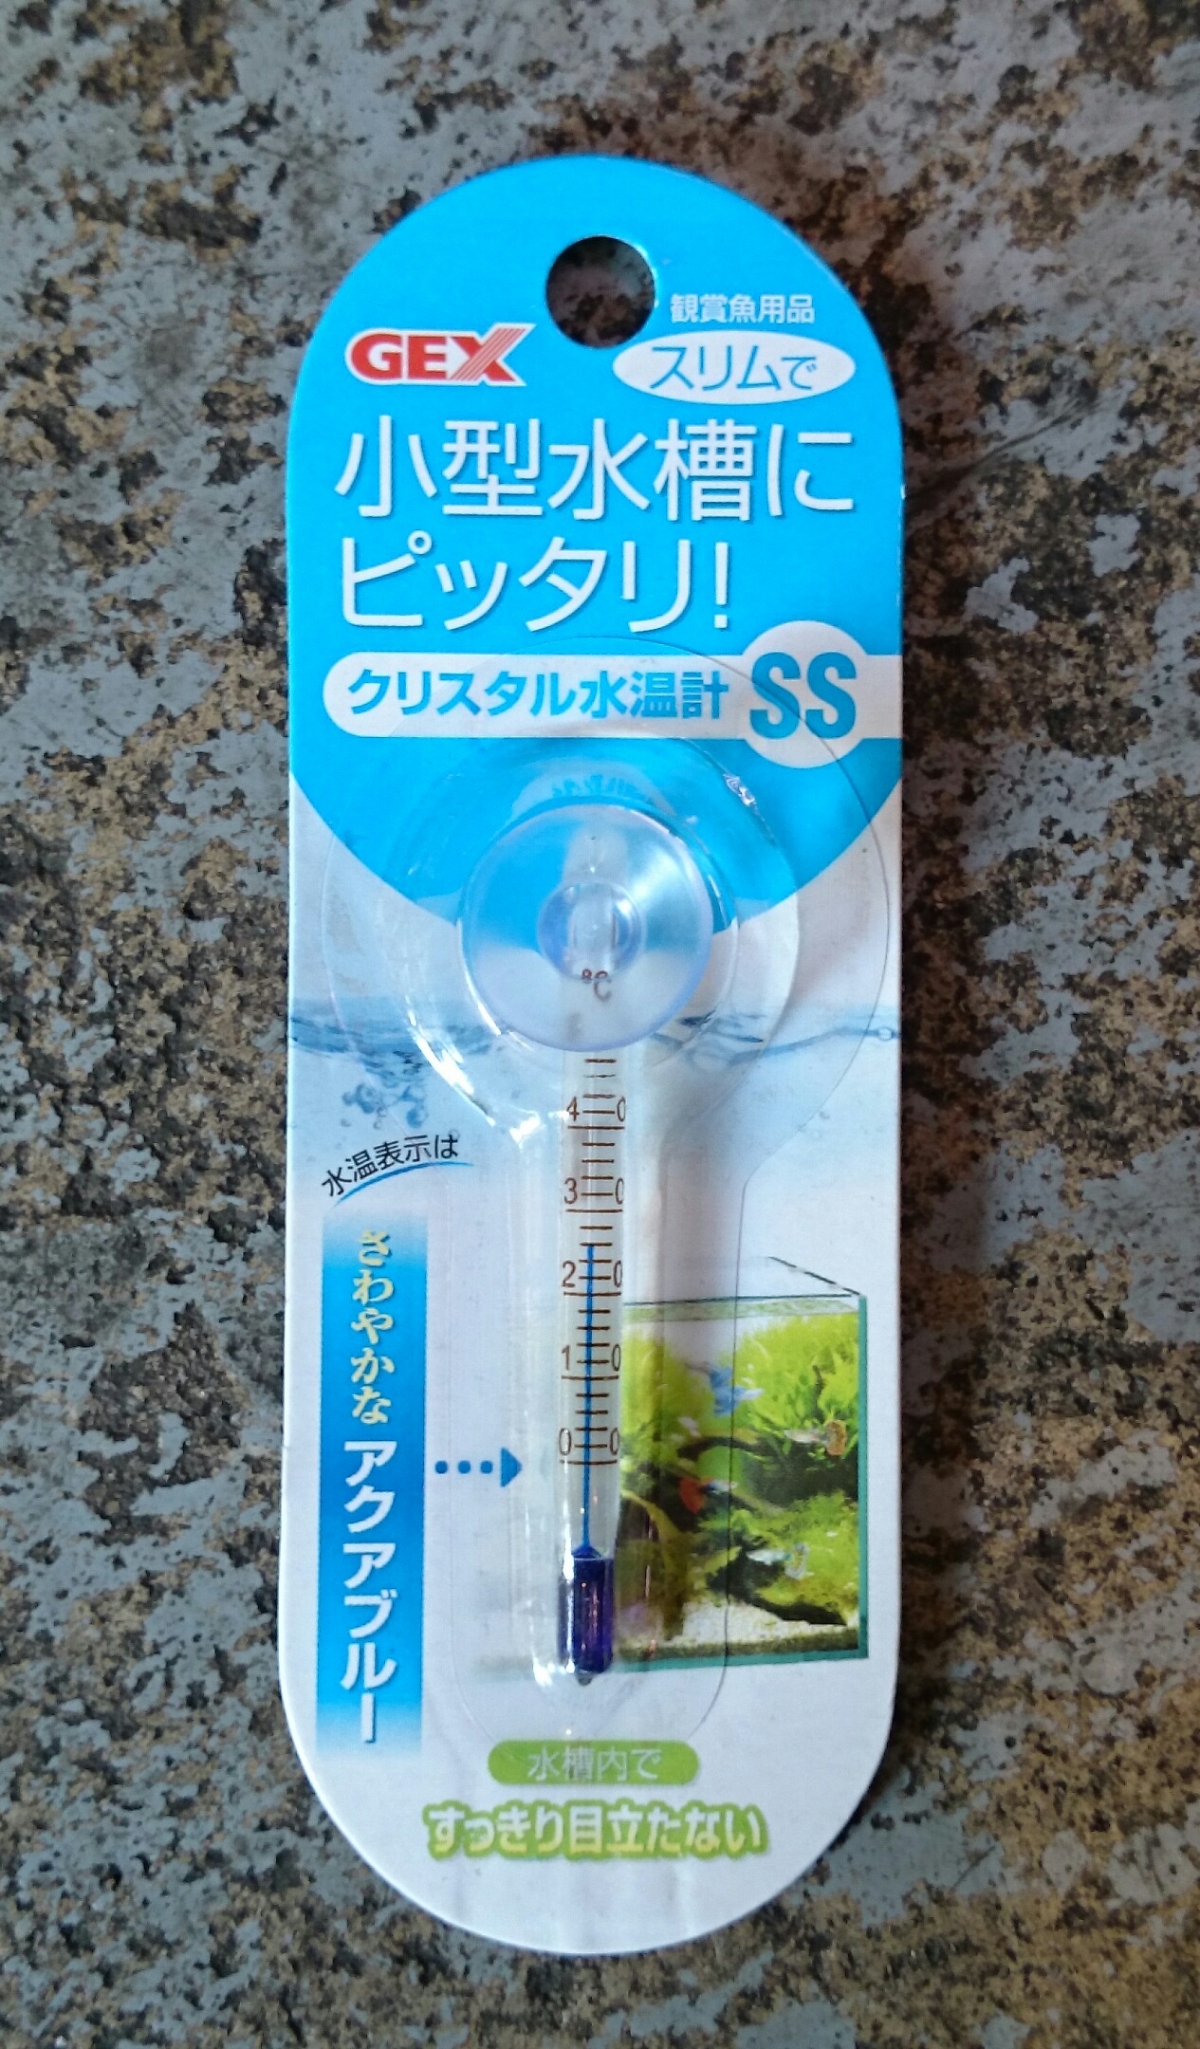 観賞魚用品
GEX
スリムで
小型水槽に
ピッタリ!
クリスタル水温計 SS
℃
40
30
20
10
00
水温表示は
さわやかな
アクアブルー
水槽内で
すっきり目立たない